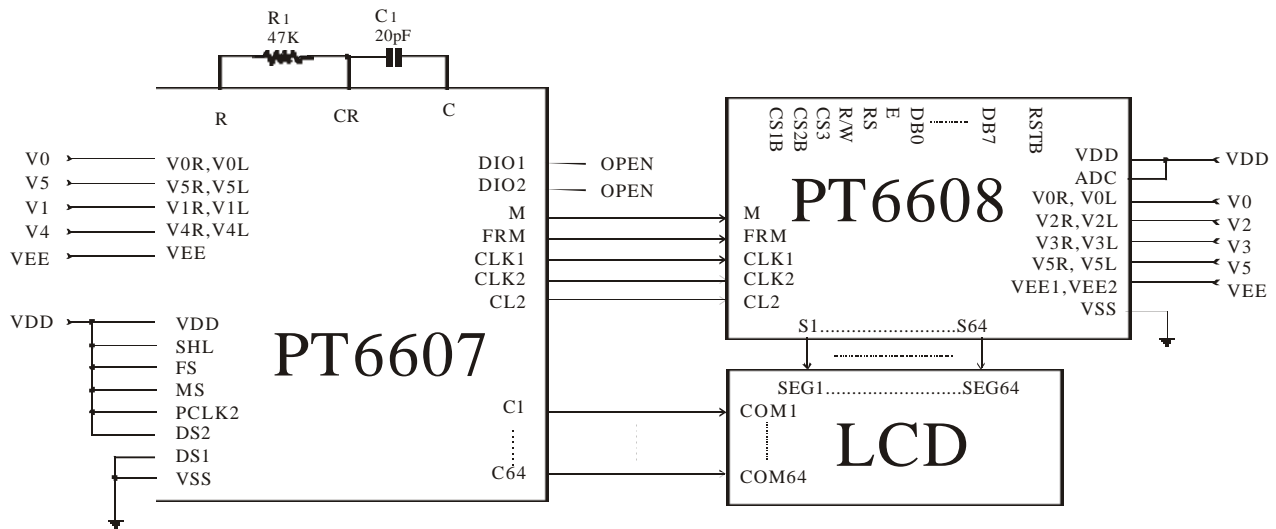 R1
47K
C1
20pF
R
CR
C
V0
V5
V1
V4
VEE
V0R,V0L
V5R,V5L
V1R,V1L
V4R,V4L
VEE
VDD
VDD
SHL
FS
MS
PCLK2
DS2
DS1
VSS
PT6607
DIO1
DIO2
M
FRM
CLK1
CLK2
CL2
C1
C64
OPEN
OPEN
CS1B
CS2B
CS3
R/W
RS
E
DB0
DB7
RSTB
PT6608
M
FRM
CLK1
CLK2
CL2
VDD
ADC
V0R, V0L
V2R,V2L
V3R,V3L
V5R, V5L
VEE1,VEE2
VSS
VDD
V0
V2
V3
V5
VEE
S1..........................S64
SEG1......................SEG64
COM1
COM64
LCD